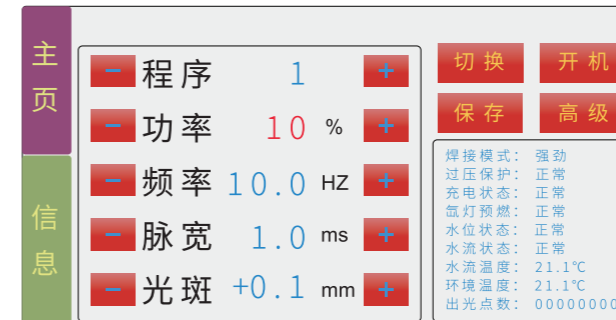 主页
信息
- 程序 1 +
- 功率 10 % +
- 频率 10.0 HZ +
- 脉宽 1.0 ms +
- 光斑 +0.1 mm +
切换 开机
保存 高级
焊接模式： 强劲
过压保护： 正常
充电状态： 正常
氙灯预燃： 正常
水位状态： 正常
水流状态： 正常
水流温度： 21.1℃
环境温度： 21.1℃
出光点数： 00000000